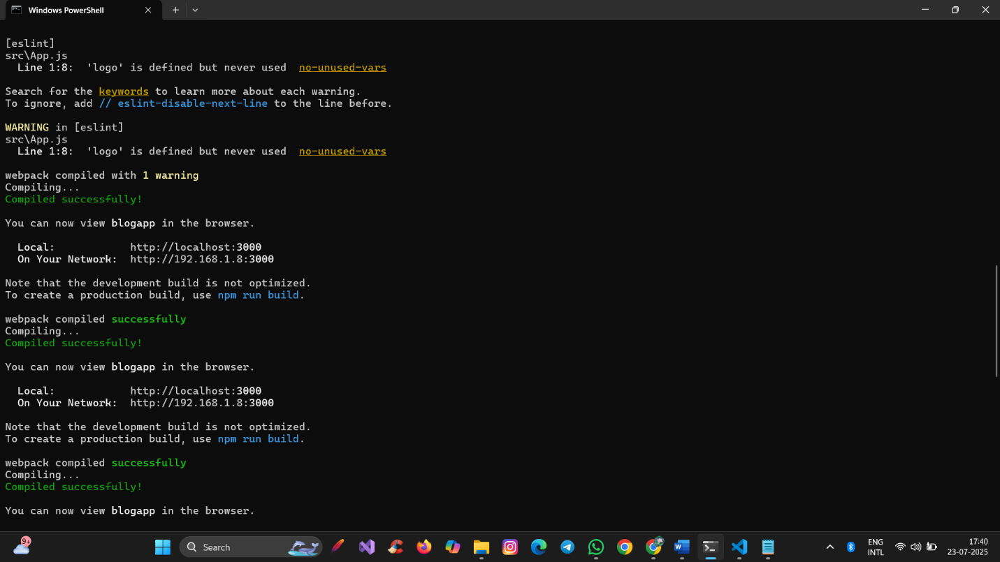 Windows PowerShell
[eslint]
src\App.js
  Line 1:8:  'logo' is defined but never used  no-unused-vars
Search for the keywords to learn more about each warning.
To ignore, add // eslint-disable-next-line to the line before.
WARNING in [eslint]
src\App.js
  Line 1:8:  'logo' is defined but never used  no-unused-vars
webpack compiled with 1 warning
Compiling...
Compiled successfully!
You can now view blogapp in the browser.
  Local:            http://localhost:3000
  On Your Network:  http://192.168.1.8:3000
Note that the development build is not optimized.
To create a production build, use npm run build.
webpack compiled successfully
Compiling...
Compiled successfully!
You can now view blogapp in the browser.
  Local:            http://localhost:3000
  On Your Network:  http://192.168.1.8:3000
Note that the development build is not optimized.
To create a production build, use npm run build.
webpack compiled successfully
Compiling...
Compiled successfully!
You can now view blogapp in the browser.
9+
Search
ENG
INTL
17:40
23-07-2025